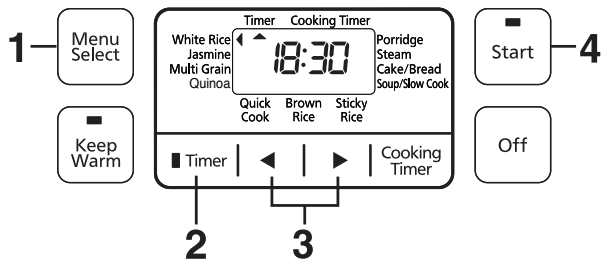 Timer Cooking Timer
1 Menu
Select
White Rice
Jasmine
Multi Grain
Quinoa
18:30
Porridge
Steam
Cake/Bread
Soup/Slow Cook
Start 4
Quick
Cook
Brown
Rice
Sticky
Rice
Keep
Warm
Timer
Cooking
Timer
Off
2
3